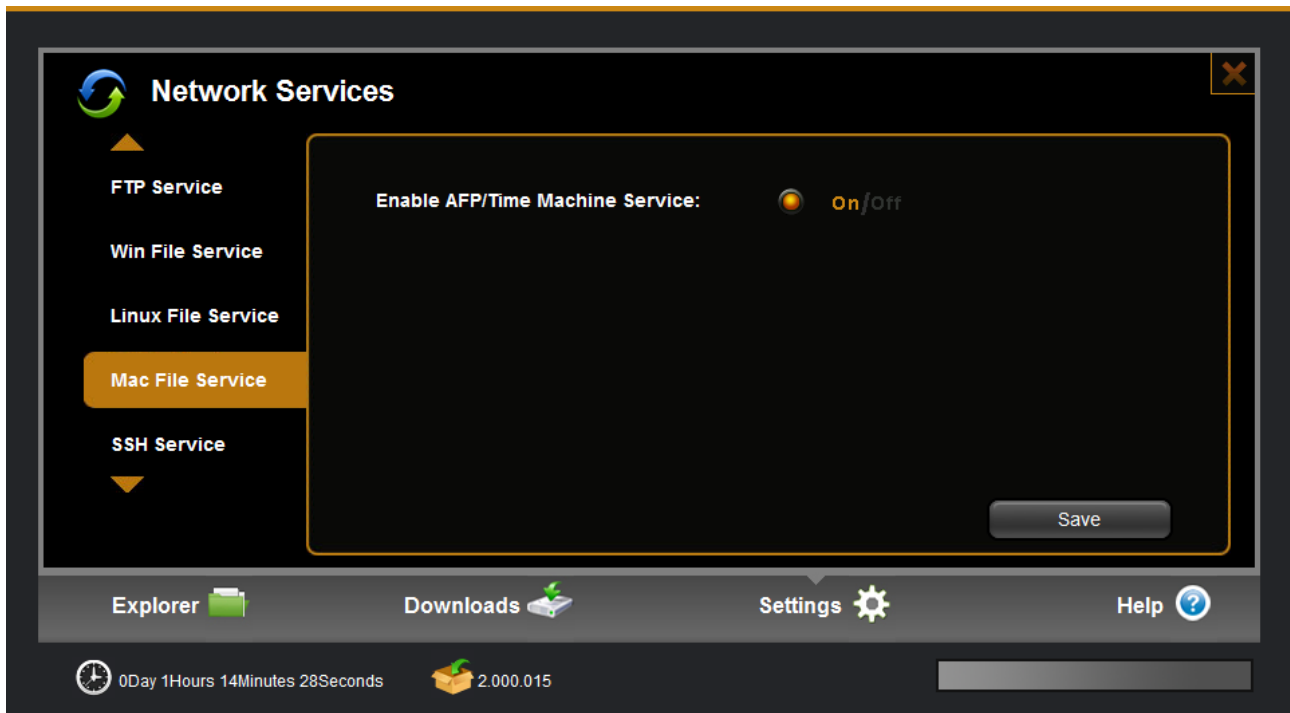 Network Services
FTP Service
Win File Service
Linux File Service
Mac File Service
SSH Service
Enable AFP/Time Machine Service: On/Off
Save
Explorer Downloads Settings Help ?
0Day 1Hours 14Minutes 28Seconds 2.000.015